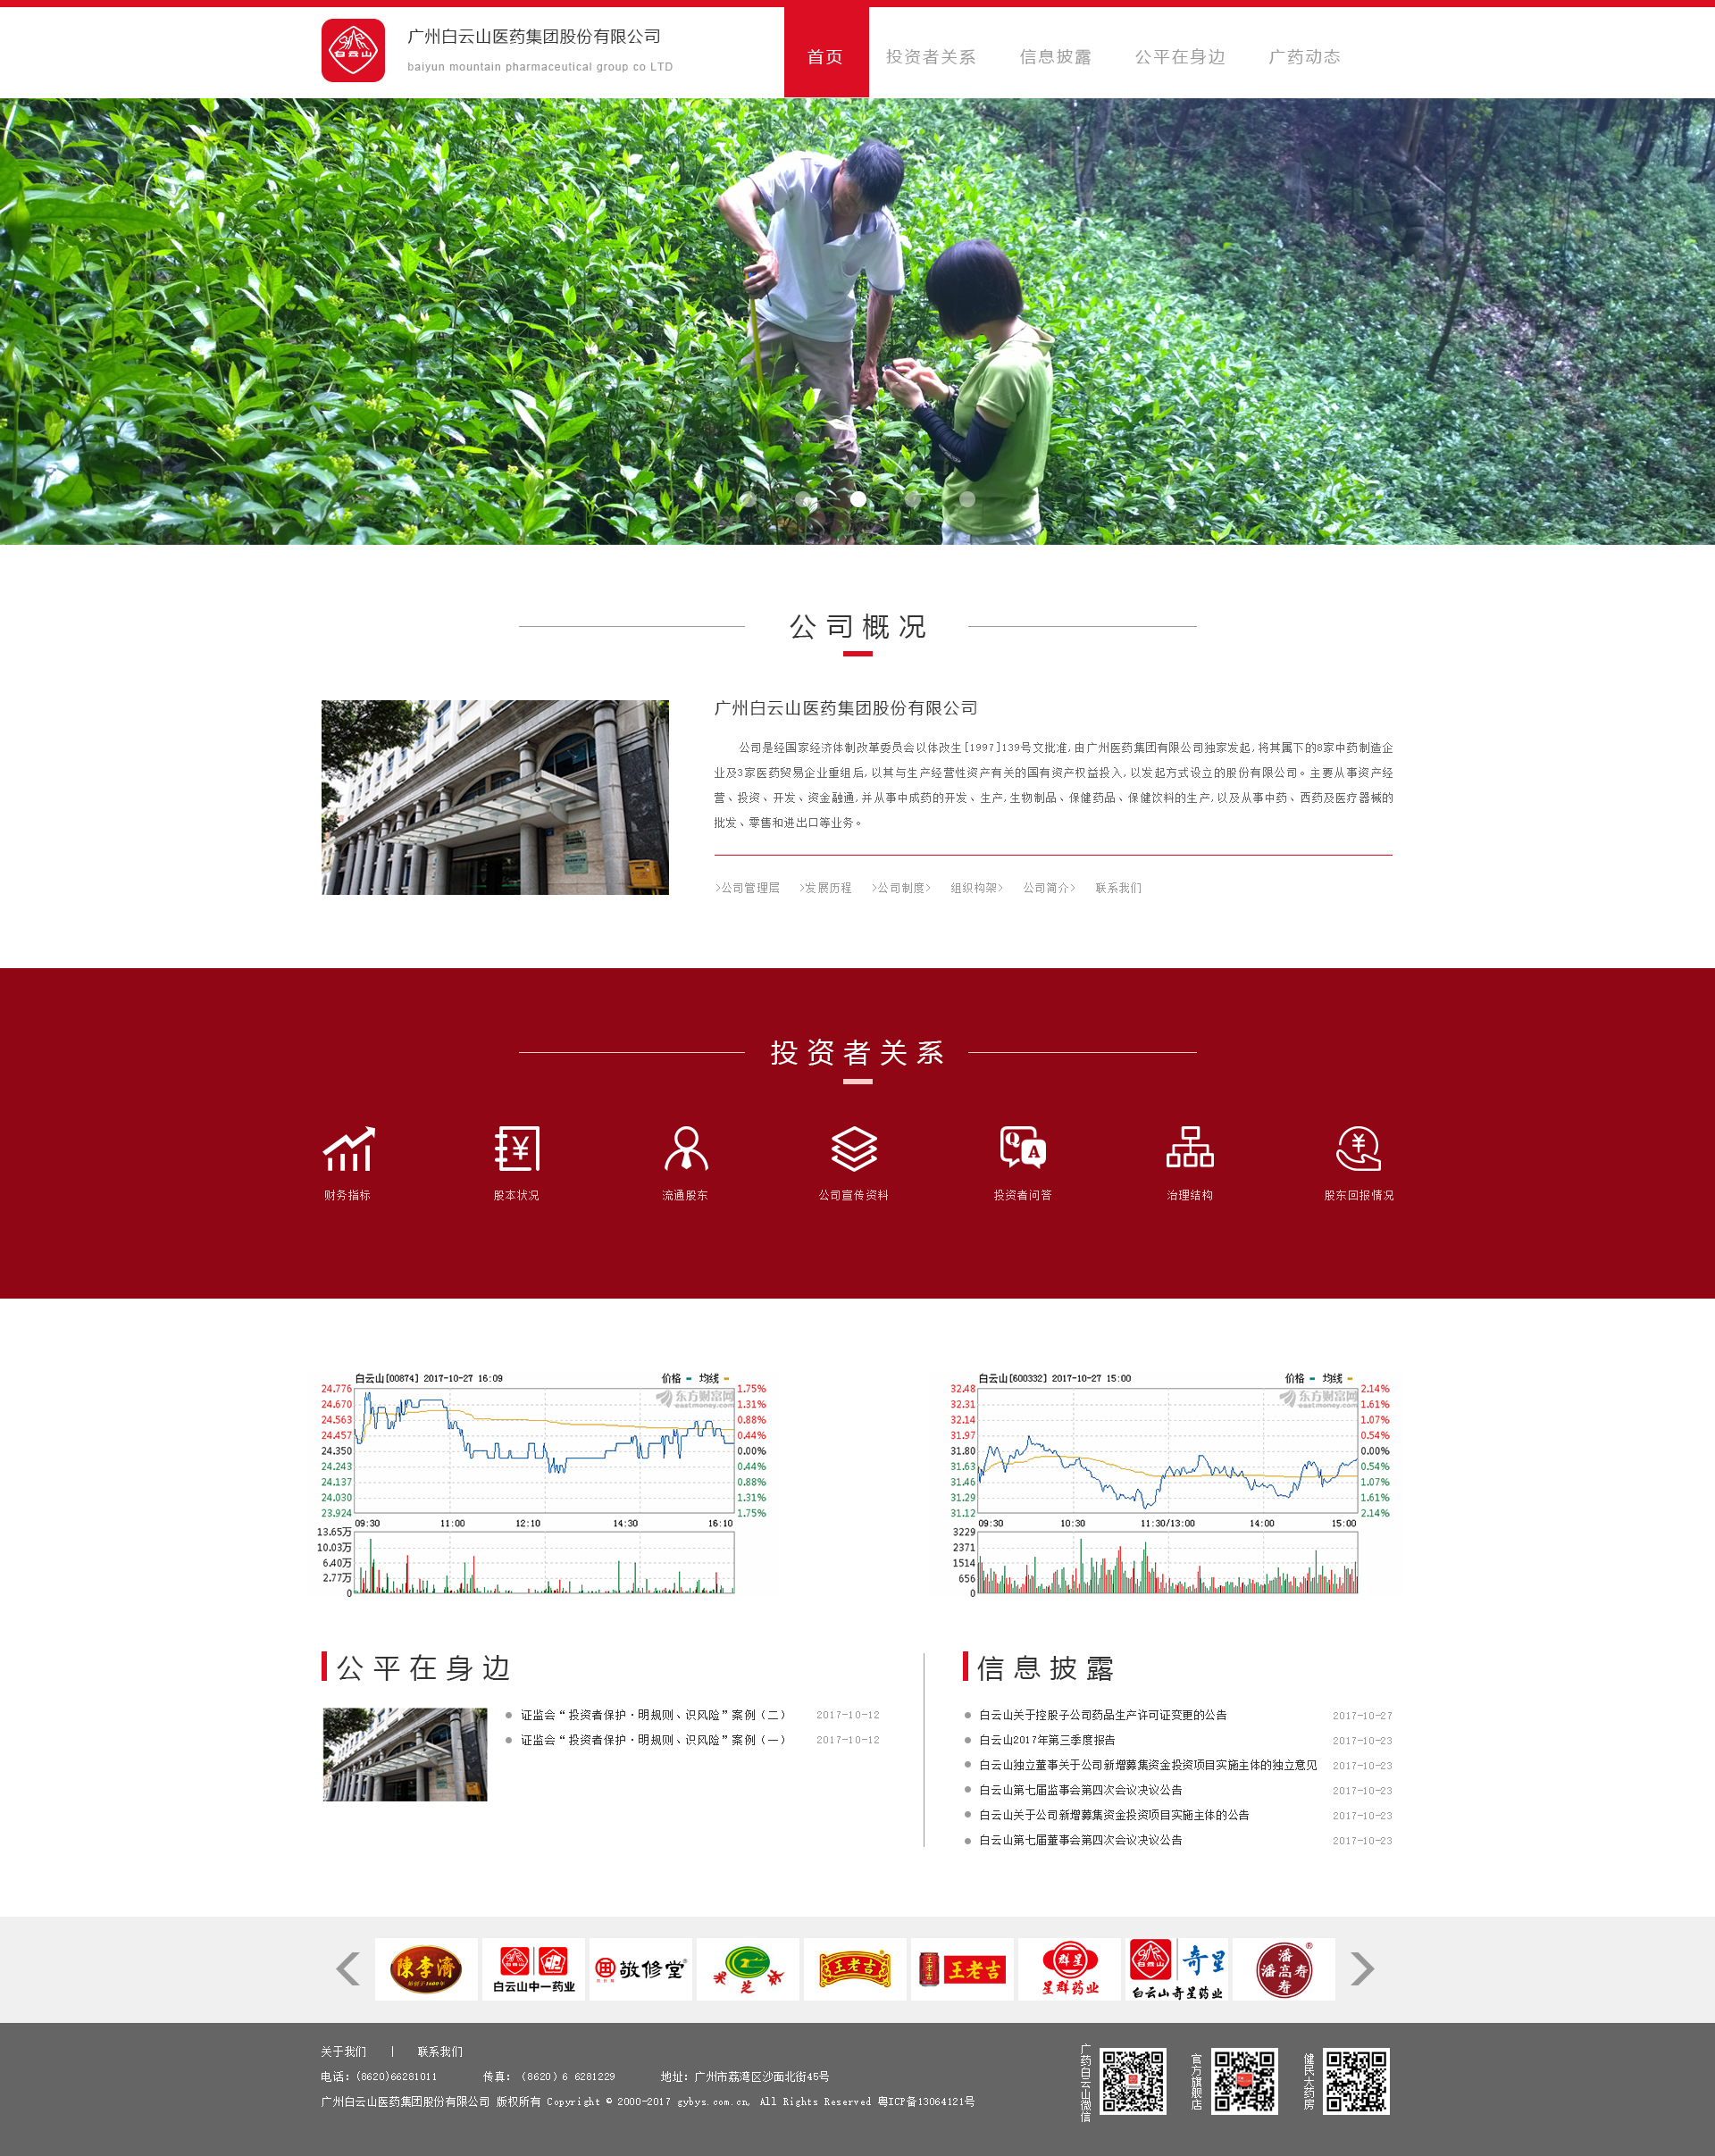 白云山
广州白云山医药集团股份有限公司
baiyun mountain pharmaceutical group co LTD
首页
投资者关系
信息披露
公平在身边
广药动态
公司概况
广州白云山医药集团股份有限公司
公司是经国家经济体制改革委员会以体改生[1997]139号文批准,由广州医药集团有限公司独家发起,将其属下的8家中药制造企
业及3家医药贸易企业重组后,以其与生产经营性资产有关的国有资产权益投入,以发起方式设立的股份有限公司。主要从事资产经
营、投资、开发、资金融通,并从事中成药的开发、生产,生物制品、保健药品、保健饮料的生产,以及从事中药、西药及医疗器械的
批发、零售和进出口等业务。
>公司管理层 >发展历程 >公司制度> 组织构架> 公司简介> 联系我们
投资者关系
财务指标
股本状况
流通股东
公司宣传资料
Q A
投资者问答
治理结构
股东回报情况
白云山[00874] 2017-10-27 16:09 价格 均线
东方财富网
eastmoney.com
24.776 1.75%
24.670 1.31%
24.563 0.88%
24.457 0.44%
24.350 0.00%
24.243 0.44%
24.137 0.88%
24.030 1.31%
23.924 1.75%
09:30 11:00 12:10 14:30 16:10
13.65万
10.03万
6.40万
2.77万
0
白云山[600332] 2017-10-27 15:00 价格 均线
东方财富网
eastmoney.com
32.48 2.14%
32.31 1.61%
32.14 1.07%
31.97 0.54%
31.80 0.00%
31.63 0.54%
31.46 1.07%
31.29 1.61%
31.12 2.14%
09:30 10:30 11:30/13:00 14:00 15:00
3229
2371
1514
656
0
公平在身边
证监会“投资者保护·明规则、识风险”案例（二） 2017-10-12
证监会“投资者保护·明规则、识风险”案例（一） 2017-10-12
信息披露
白云山关于控股子公司药品生产许可证变更的公告 2017-10-27
白云山2017年第三季度报告 2017-10-23
白云山独立董事关于公司新增募集资金投资项目实施主体的独立意见 2017-10-23
白云山第七届监事会第四次会议决议公告 2017-10-23
白云山关于公司新增募集资金投资项目实施主体的公告 2017-10-23
白云山第七届董事会第四次会议决议公告 2017-10-23
陳李濟
始创于1600年
白云山中一药业
敬修堂
芝
王老吉
王老吉
王老吉
群星
星群药业
白云山
奇星
白云山奇星药业
潘高寿
关于我们 | 联系我们
电话: (8620)66281011 传真: （8620）6 6281229 地址: 广州市荔湾区沙面北街45号
广州白云山医药集团股份有限公司 版权所有 Copyright © 2000-2017 gybys.com.cn, All Rights Reserved 粤ICP备13064121号
广药白云山微信
官方旗舰店
健民大药房